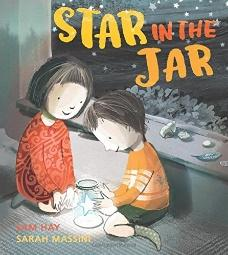 STAR IN THE
JAR
SAM HAY
SARAH MASSINI